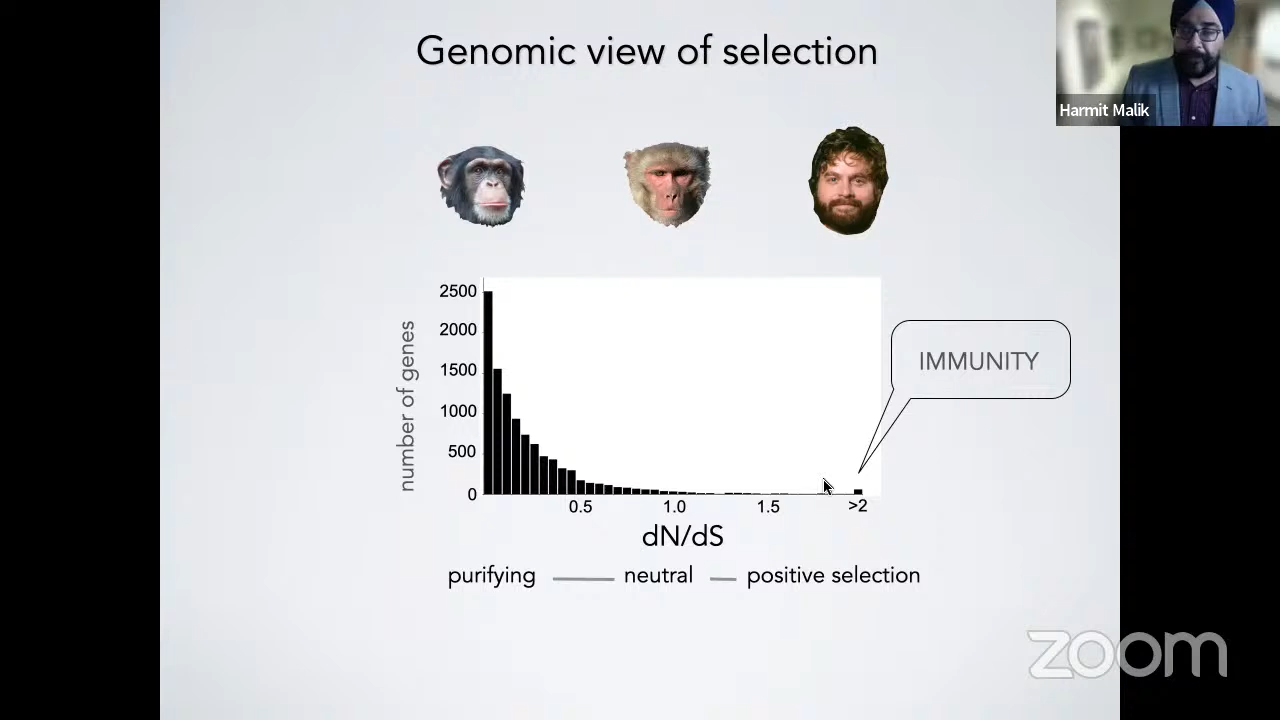 Genomic view of selection
Harmit Malik
2500
2000
1500
1000
500
0
number of genes
IMMUNITY
0.5 1.0 1.5 >2
dN/dS
purifying neutral positive selection
zoom